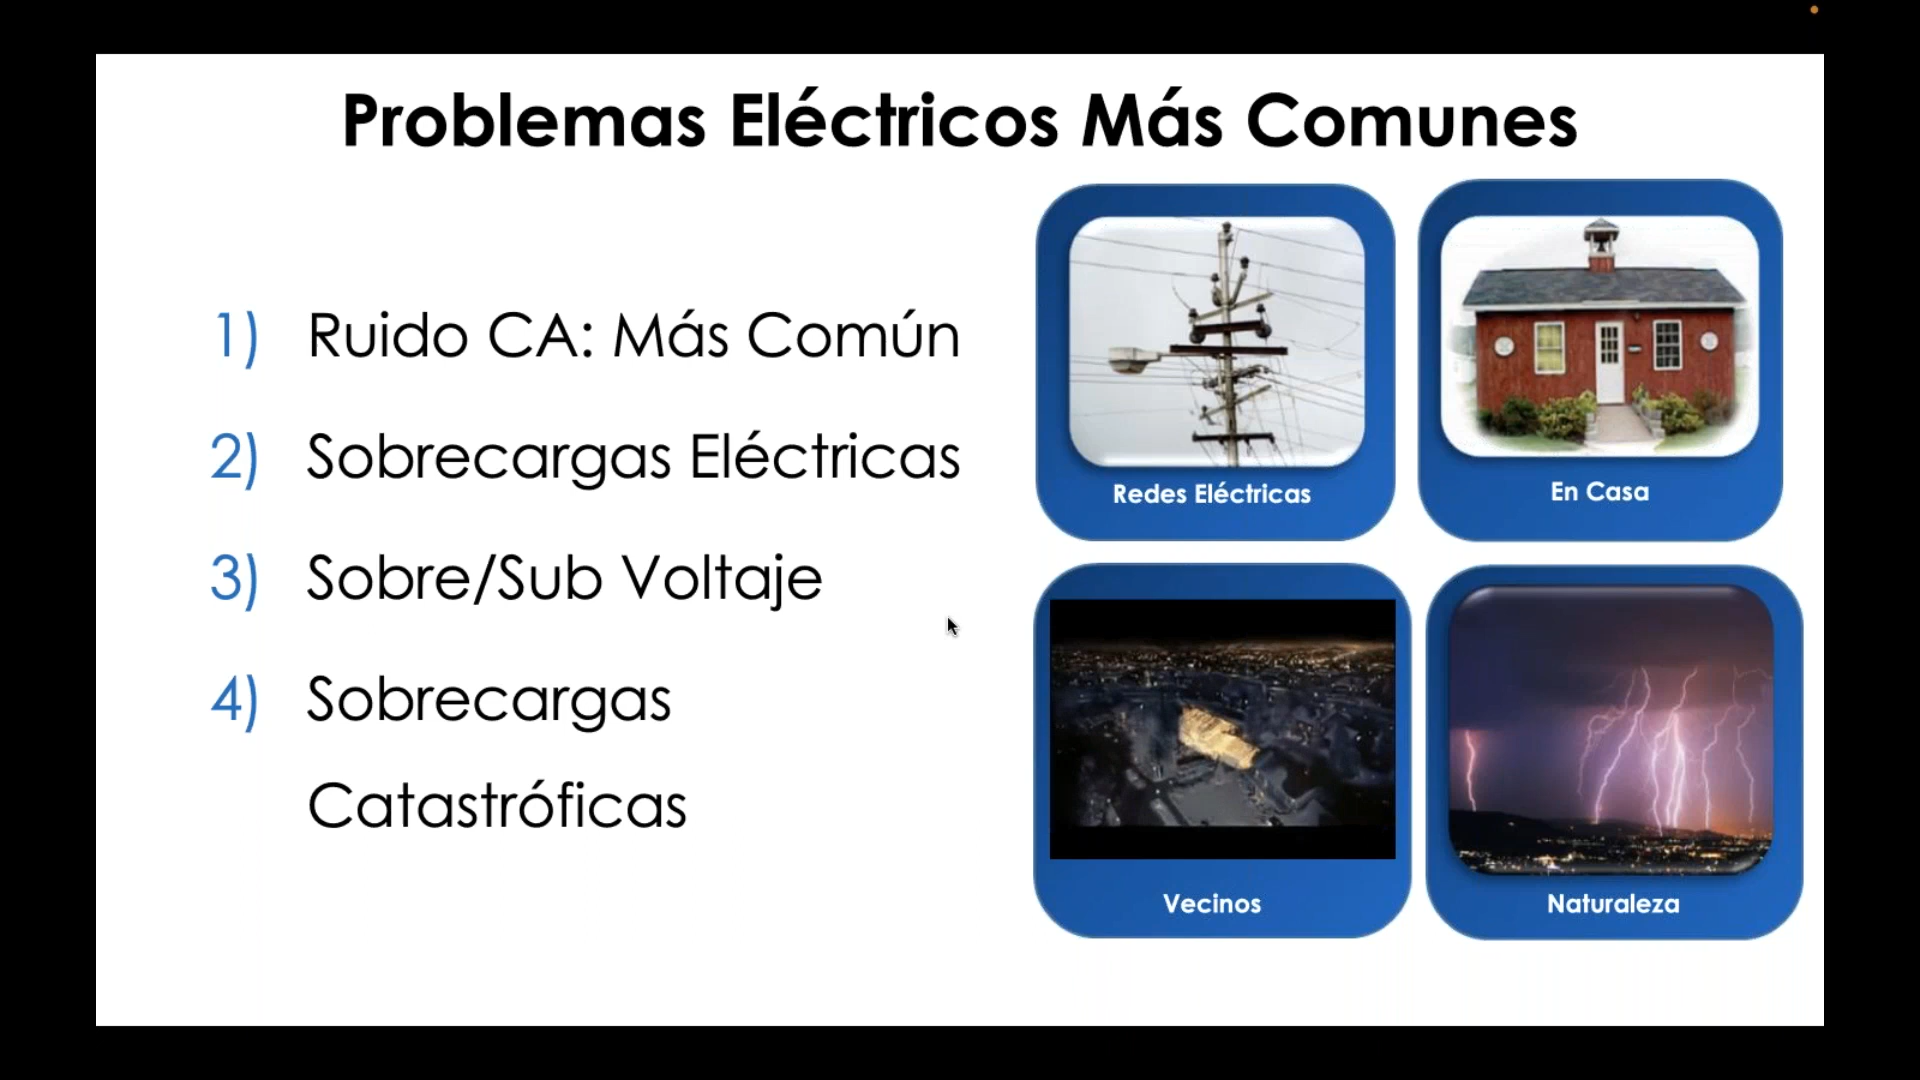 Problemas Eléctricos Más Comunes
1) Ruido CA: Más Común
2) Sobrecargas Eléctricas
3) Sobre/Sub Voltaje
4) Sobrecargas
Catastróficas
Redes Eléctricas
En Casa
Vecinos
Naturaleza